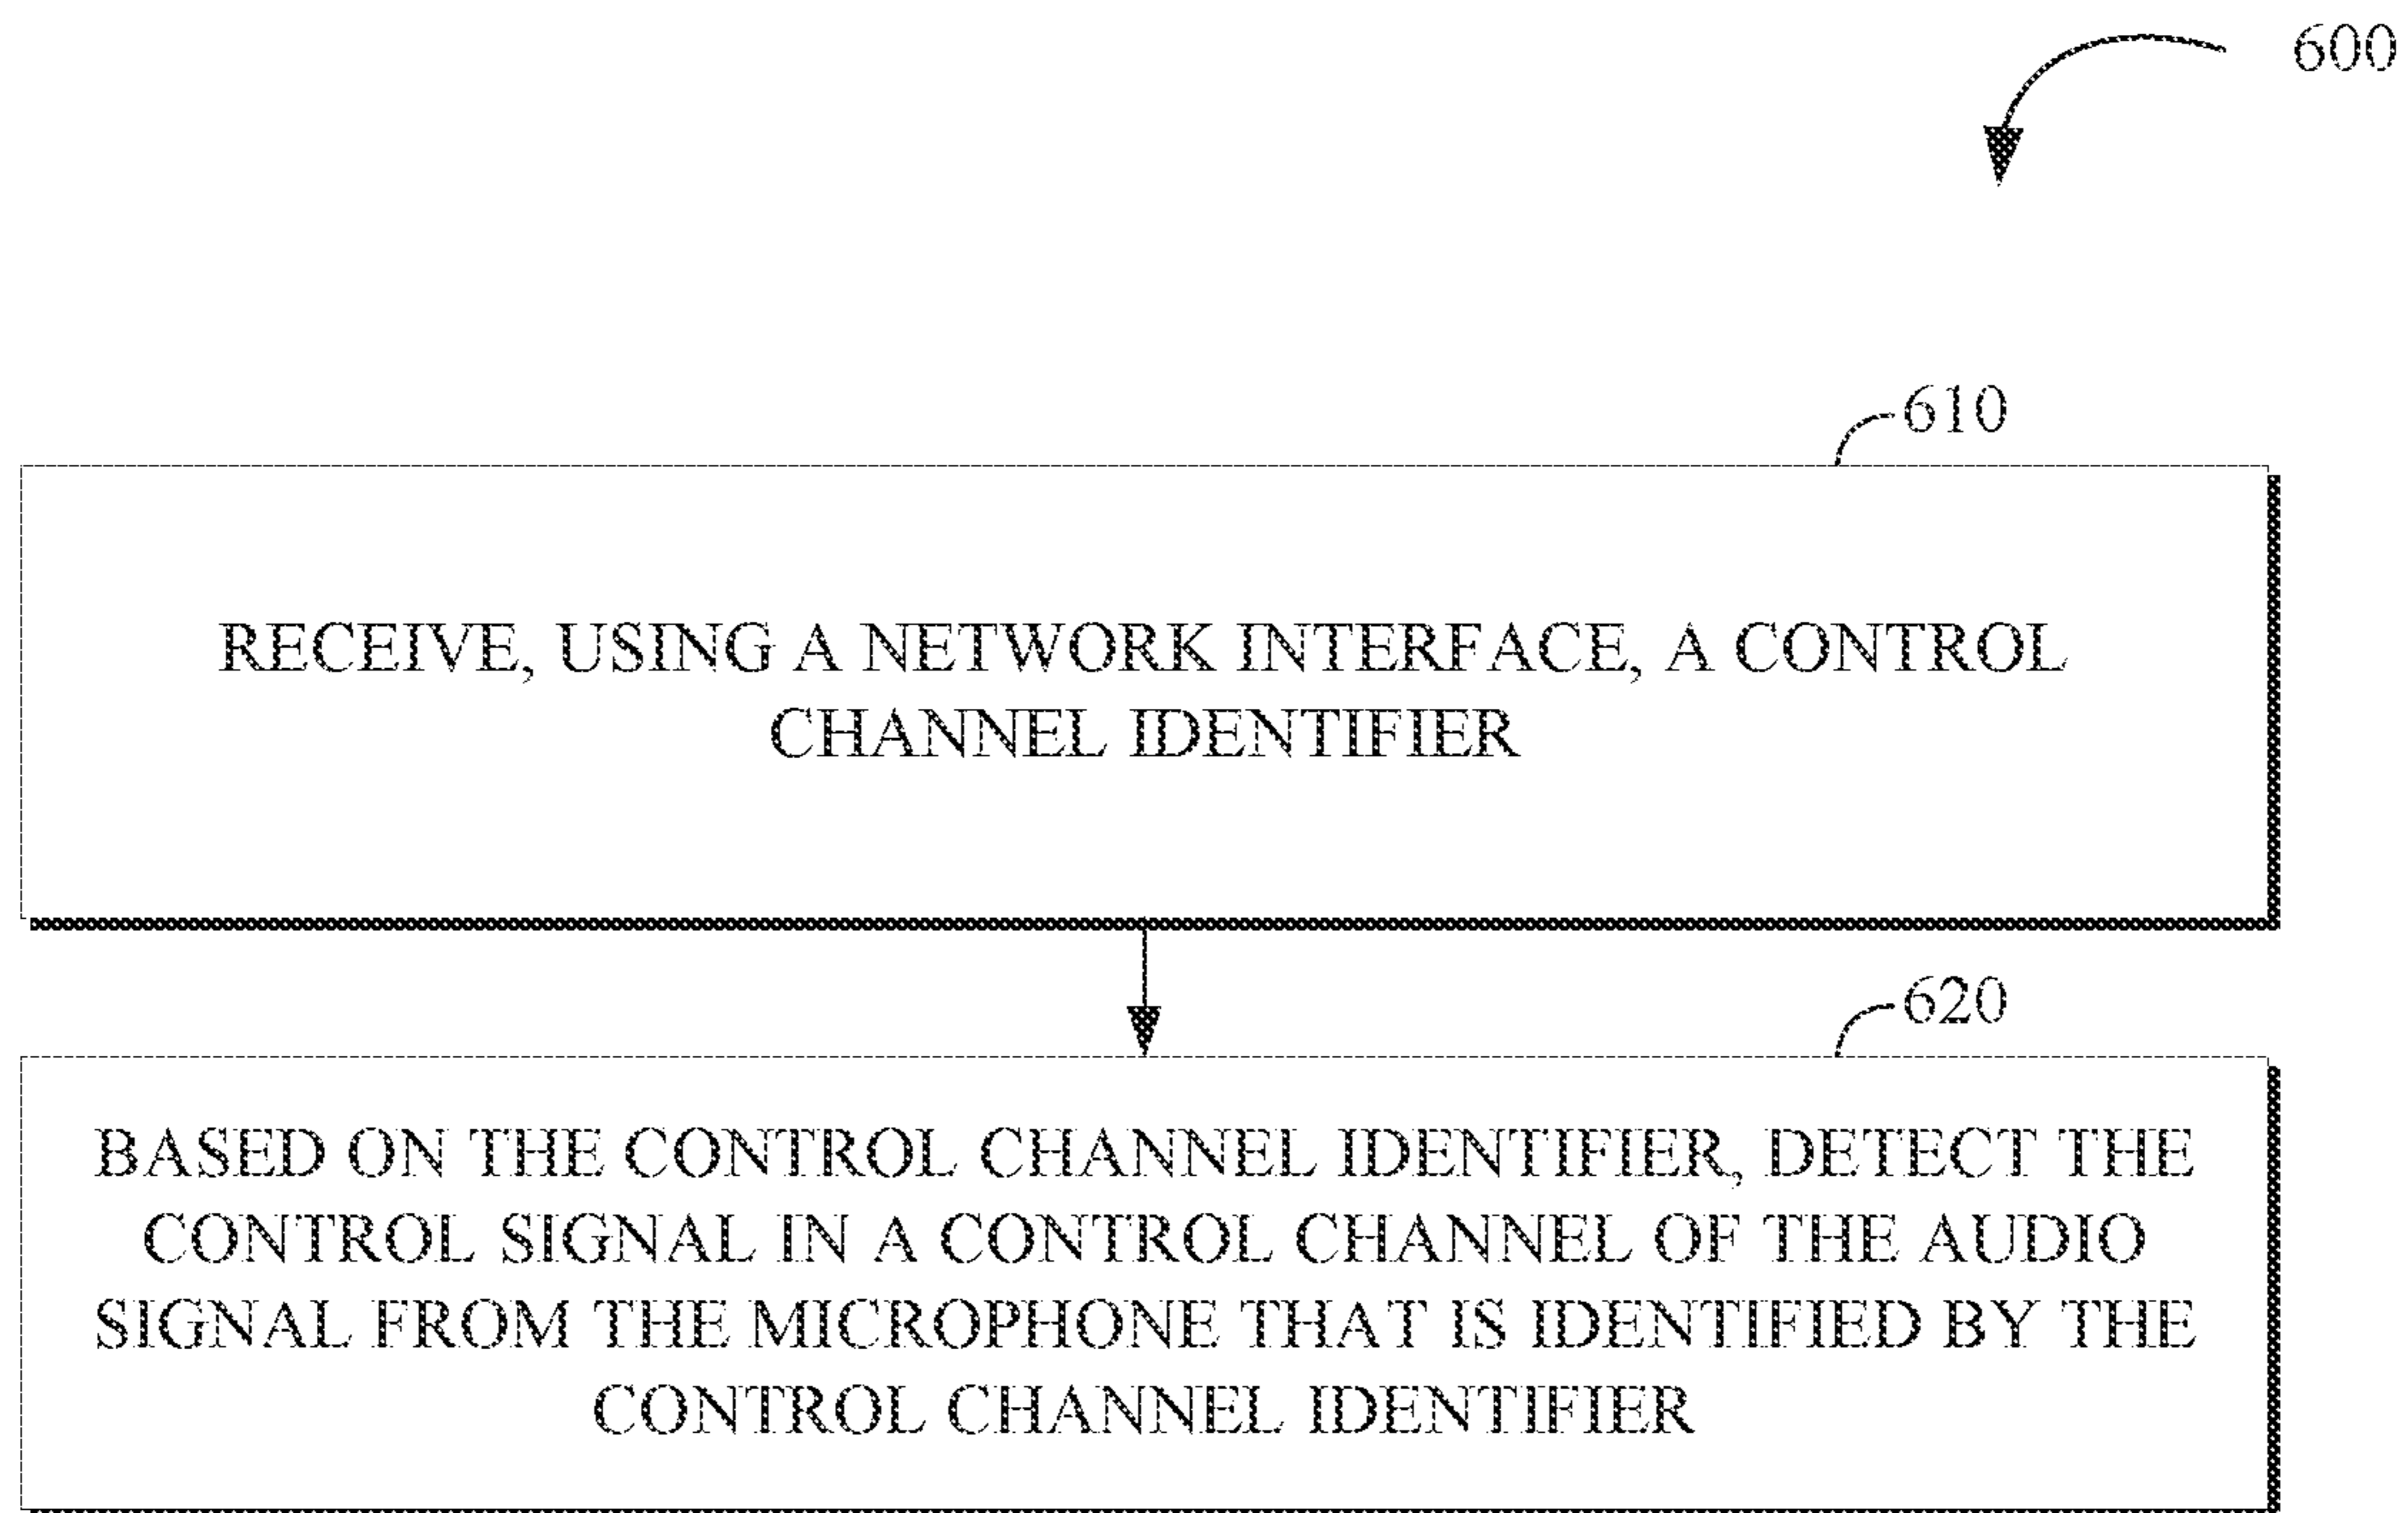 600
610
RECEIVE, USING A NETWORK INTERFACE, A CONTROL
CHANNEL IDENTIFIER
620
BASED ON THE CONTROL CHANNEL IDENTIFIER, DETECT THE
CONTROL SIGNAL IN A CONTROL CHANNEL OF THE AUDIO
SIGNAL FROM THE MICROPHONE THAT IS IDENTIFIED BY THE
CONTROL CHANNEL IDENTIFIER